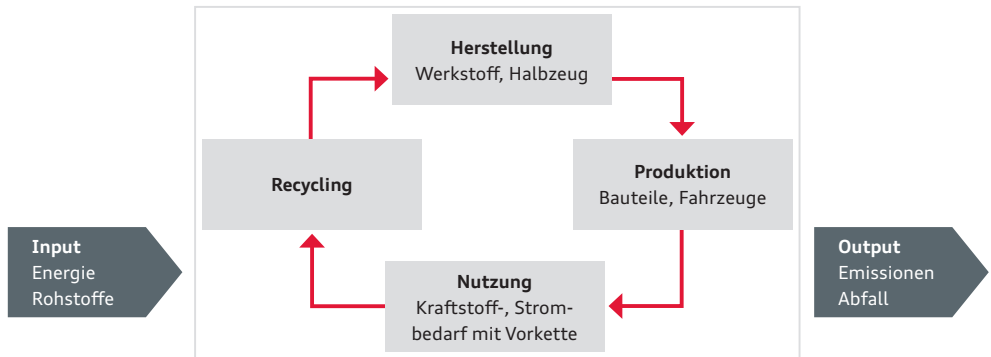 Herstellung
Werkstoff, Halbzeug
Recycling
Produktion
Bauteile, Fahrzeuge
Input
Energie
Rohstoffe
Nutzung
Kraftstoff-, Strom-
bedarf mit Vorkette
Output
Emissionen
Abfall